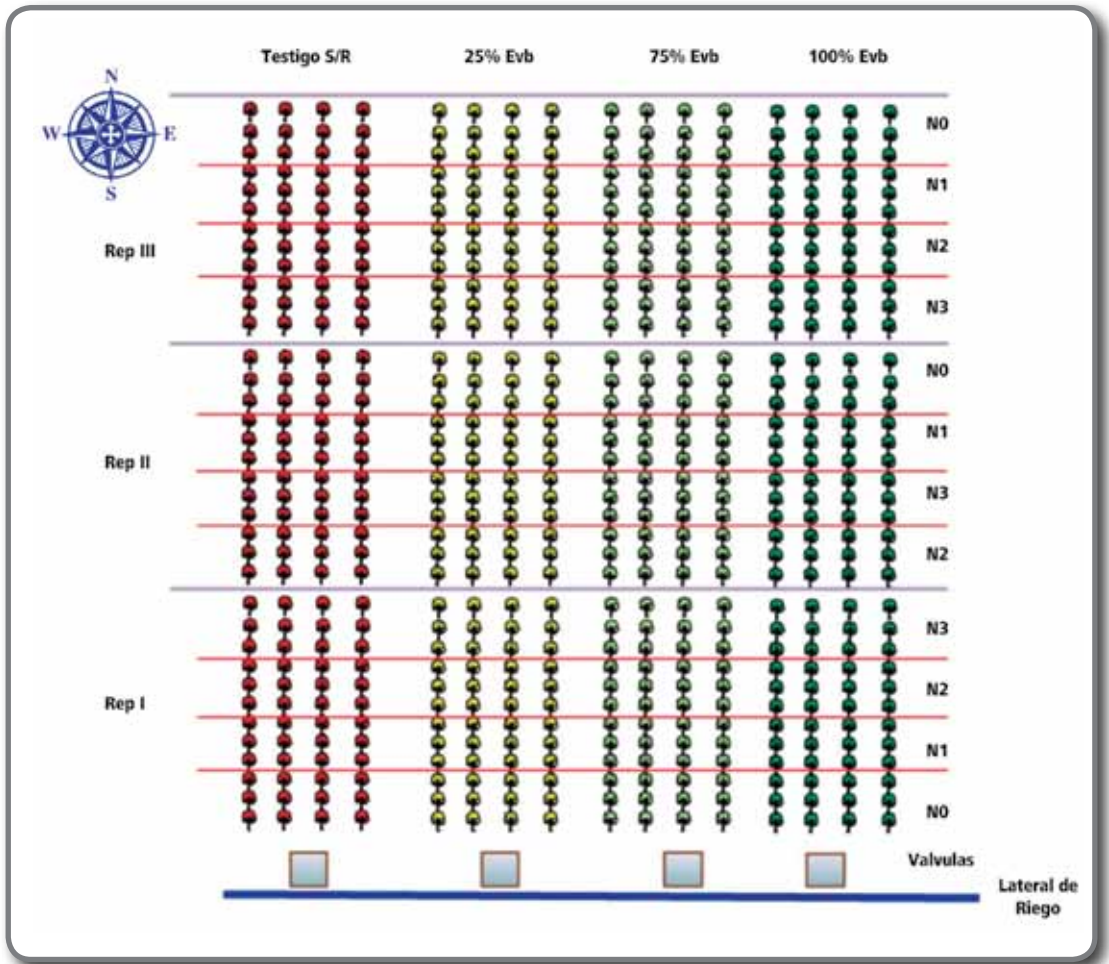 Testigo S/R 25% Evb 75% Evb 100% Evb
N
W E
S
N0
N1
Rep III
N2
N3
N0
N1
Rep II
N3
N2
N3
N2
Rep I
N1
N0
Valvulas
Lateral de
Riego